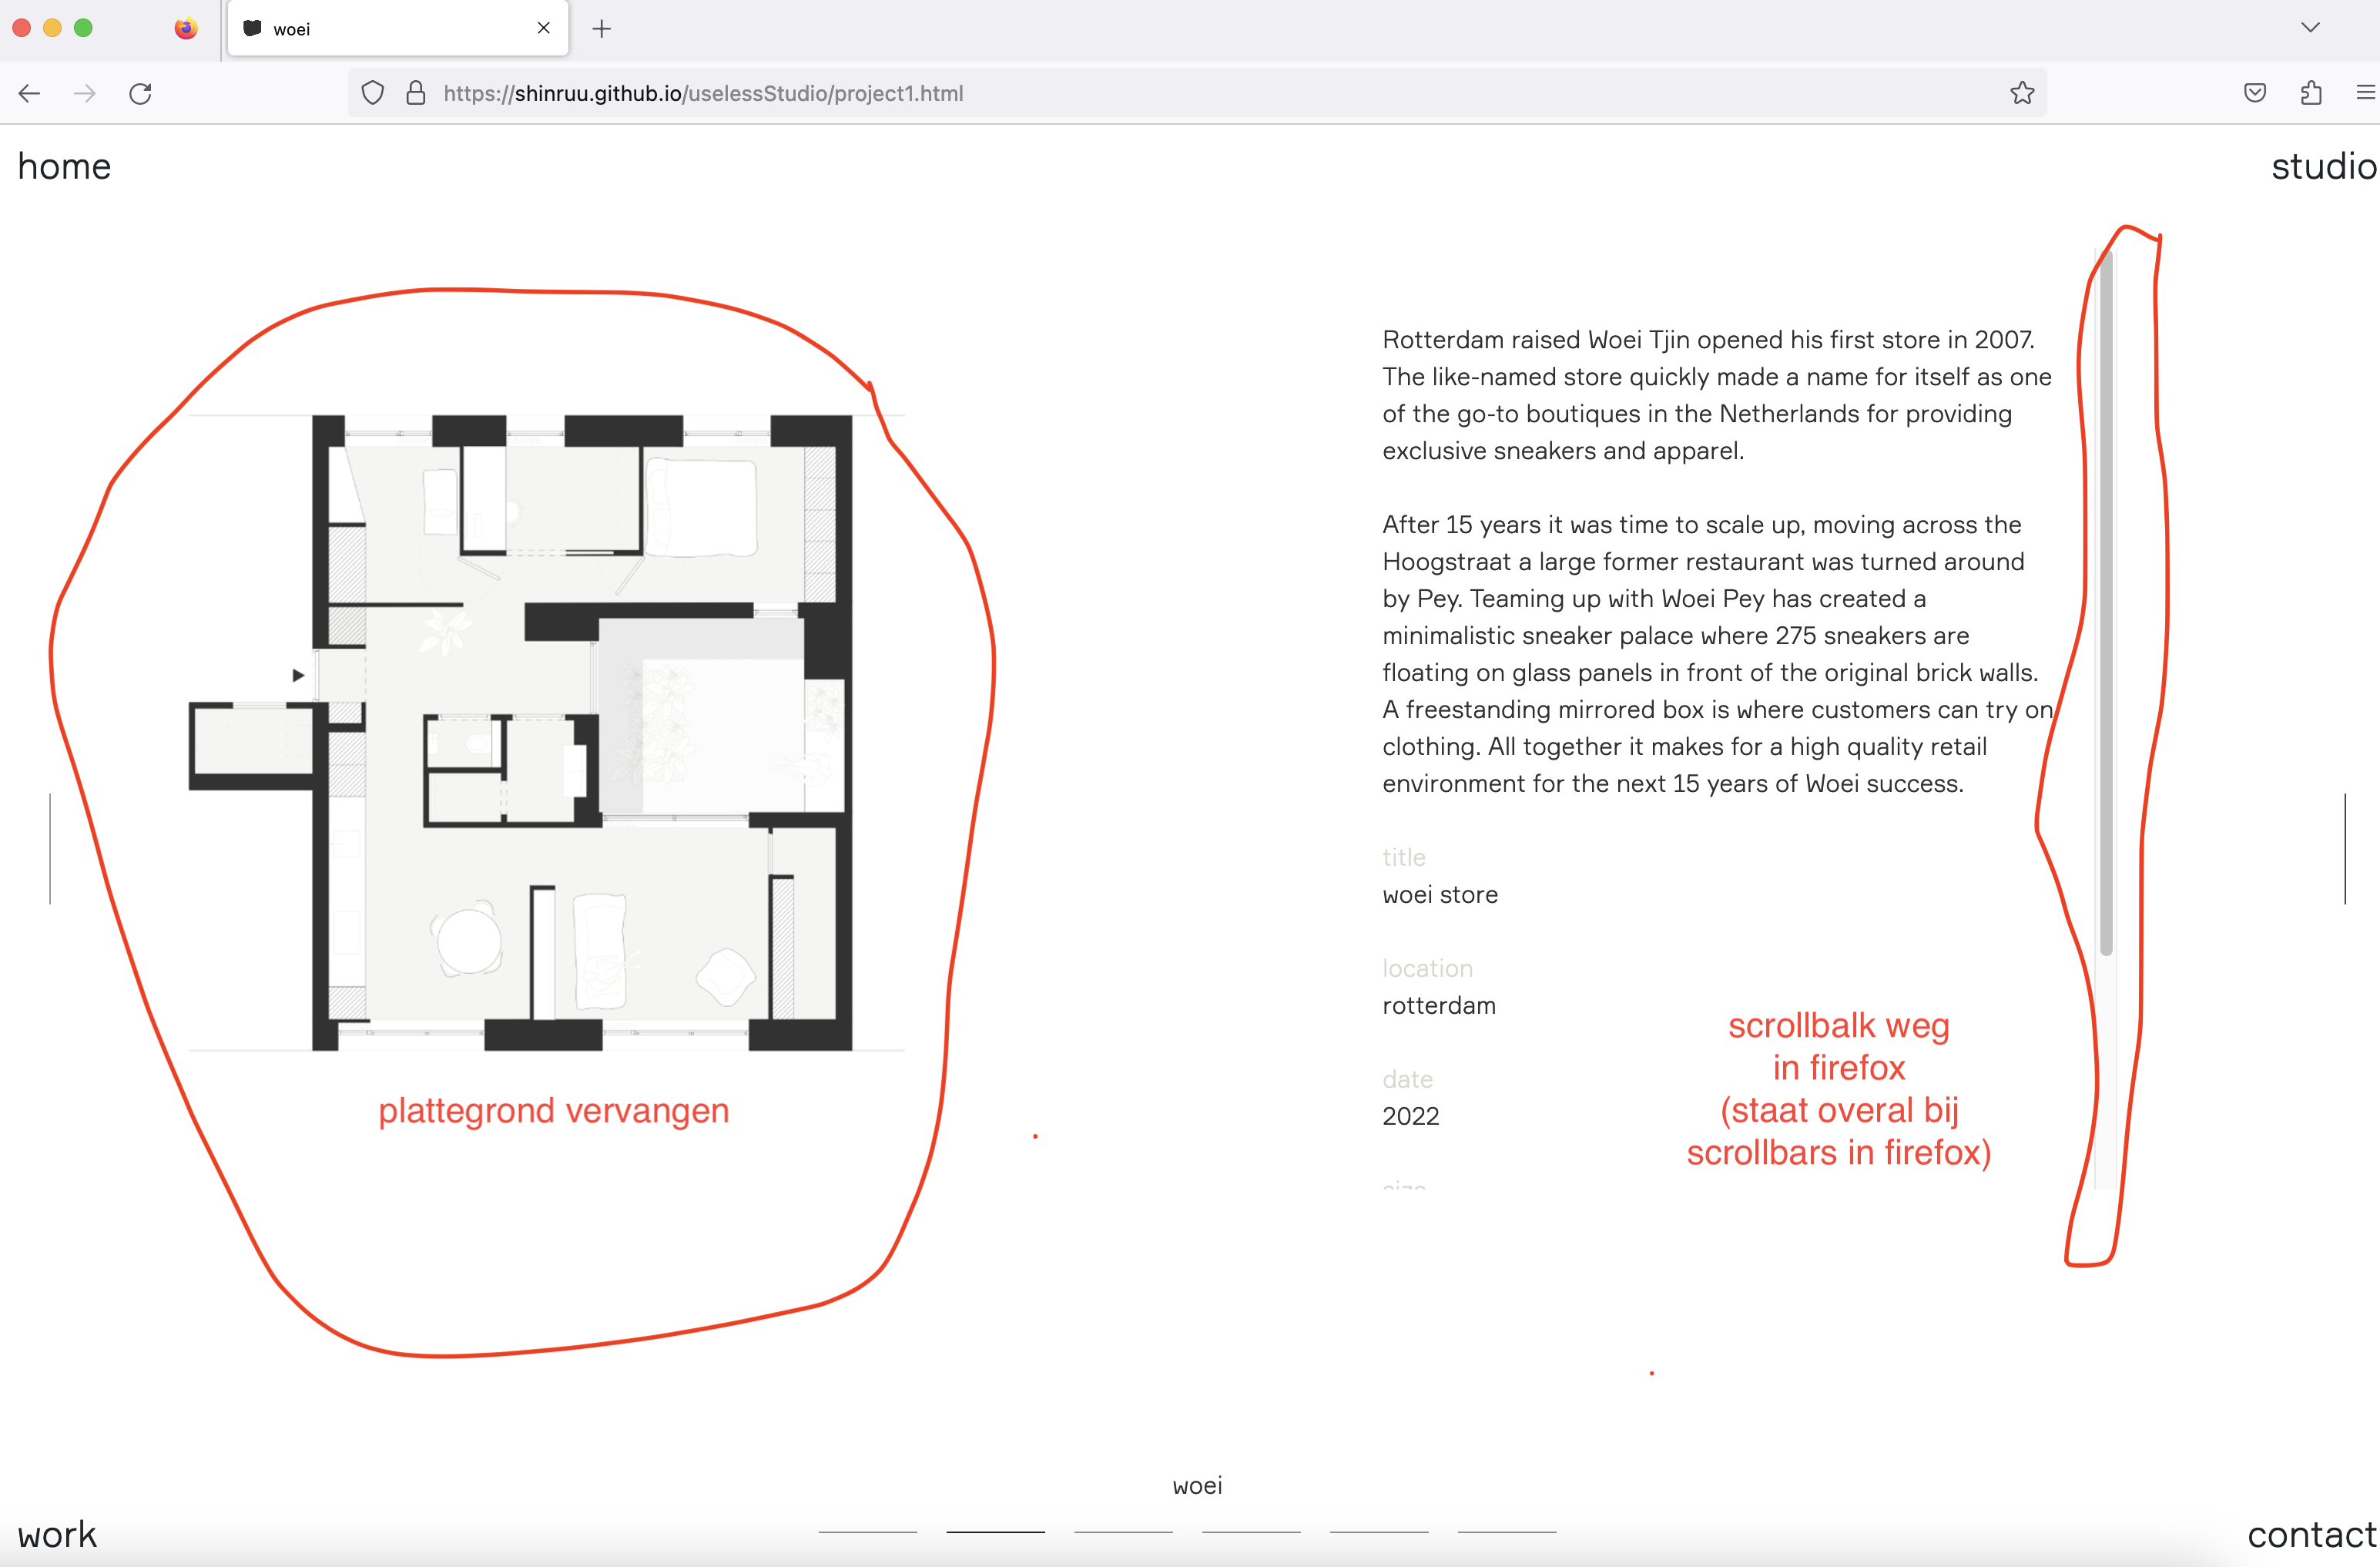 woei
https://shinruu.github.io/uselessStudio/project1.html
home
studio
Rotterdam raised Woei Tjin opened his first store in 2007.
The like-named store quickly made a name for itself as one
of the go-to boutiques in the Netherlands for providing
exclusive sneakers and apparel.
After 15 years it was time to scale up, moving across the
Hoogstraat a large former restaurant was turned around
by Pey. Teaming up with Woei Pey has created a
minimalistic sneaker palace where 275 sneakers are
floating on glass panels in front of the original brick walls.
A freestanding mirrored box is where customers can try on
clothing. All together it makes for a high quality retail
environment for the next 15 years of Woei success.
title
woei store
location
rotterdam
date
2022
size
plattegrond vervangen
scrollbalk weg
in firefox
(staat overal bij
scrollbars in firefox)
woei
work
contact